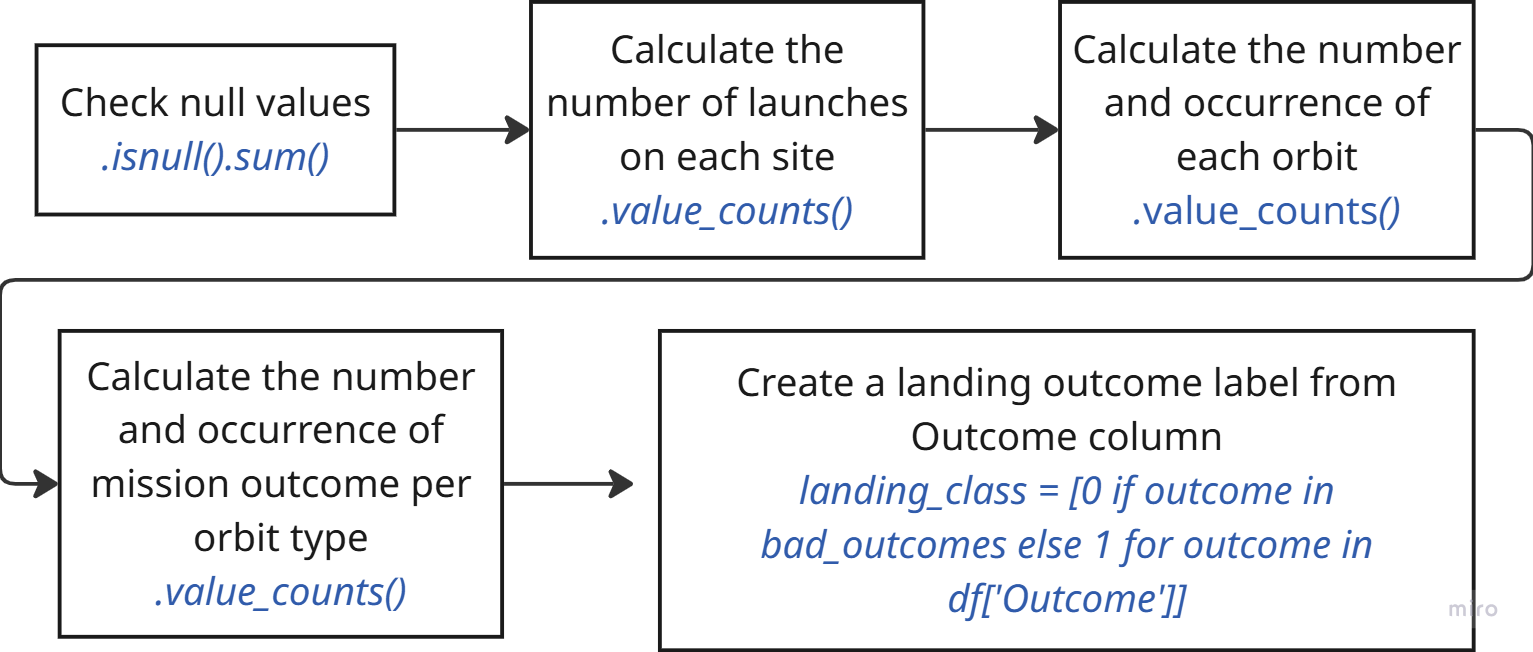 Check null values
.isnull().sum()
Calculate the
number of launches
on each site
.value_counts()
Calculate the number
and occurrence of
each orbit
.value_counts()
Calculate the number
and occurrence of
mission outcome per
orbit type
.value_counts()
Create a landing outcome label from
Outcome column
landing_class = [0 if outcome in
bad_outcomes else 1 for outcome in
df['Outcome']]
miro